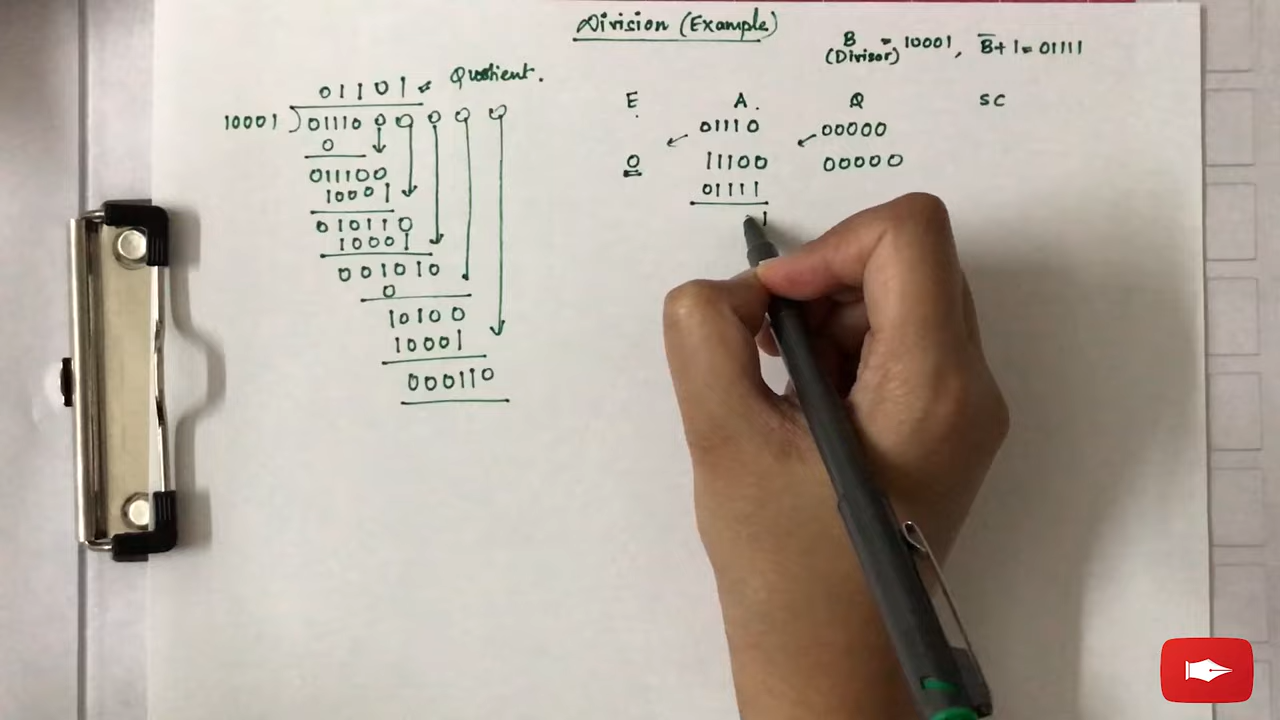 Division (Example)
B = 10001, B̅+1 = 01111
(Divisor)
01101 ← Quotient.
10001 )01110 0 0 0 0 0
0
011100
10001
010110
10001
001010
0
10100
10001
000110
E A. Q SC
01110 00000
0 11100 00000
01111
1